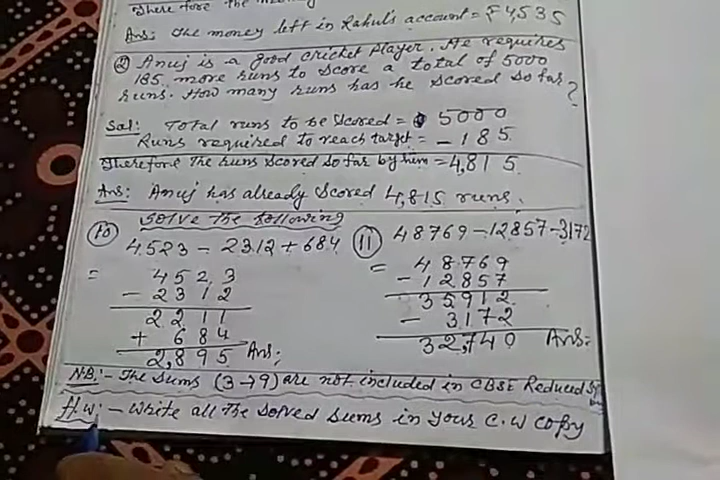 There fore the money
Ans: The money left in Rahul's account = ₹4,535
② Anuj is a good cricket player. He requires
185 more runs to score a total of 5000
runs. How many runs has he scored so far?
Sol: Total runs to be scored = 5000
Runs required to reach target = - 185
Therefore The runs scored so far by him = 4,815
Ans: Anuj has already scored 4,815 runs.
Solve The following
10 4523 - 2312 + 684
= 4523
- 2312
2211
+ 684
2,895 Ans:
11 48769 - 12857 - 3172
= 48769
- 12857
35912
- 3172
32,740 Ans:
N.B:- The sums (3→9) are not included in CBSE Reduced
H.W:- Write all The solved sums in your C.W copy